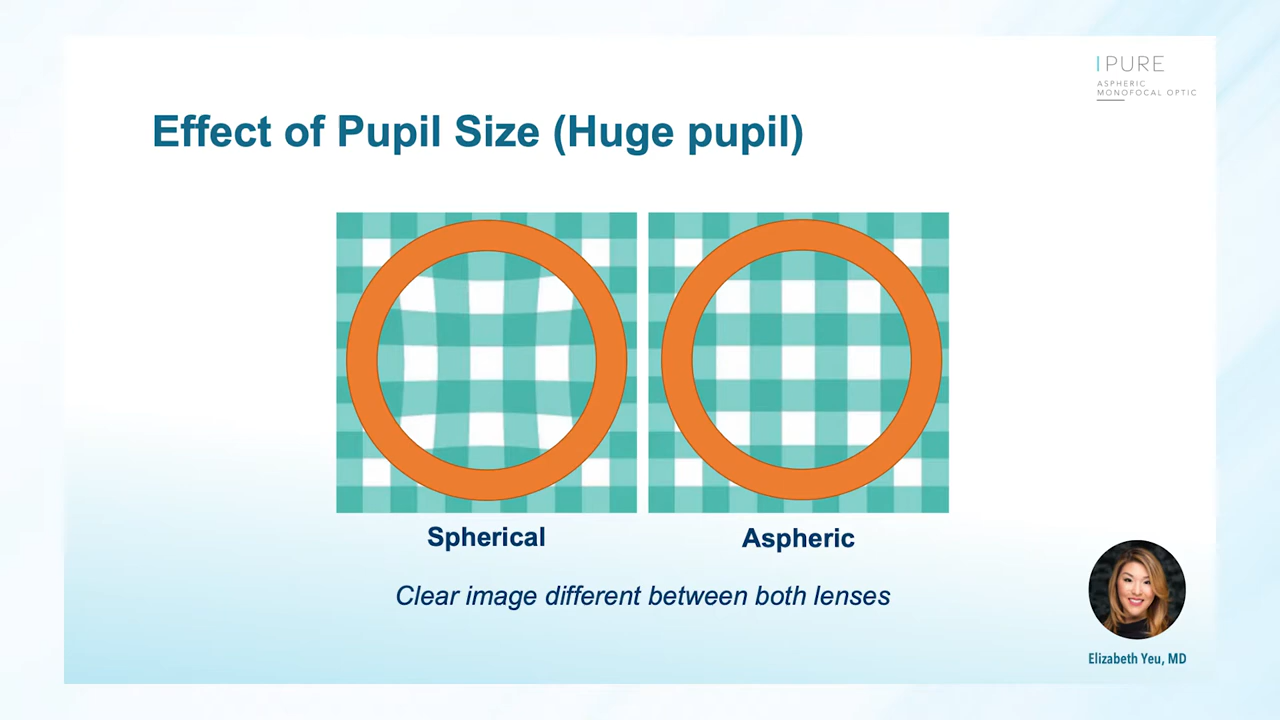 IPURE
ASPHERIC
MONOFOCAL OPTIC
Effect of Pupil Size (Huge pupil)
Spherical
Aspheric
Clear image different between both lenses
Elizabeth Yeu, MD